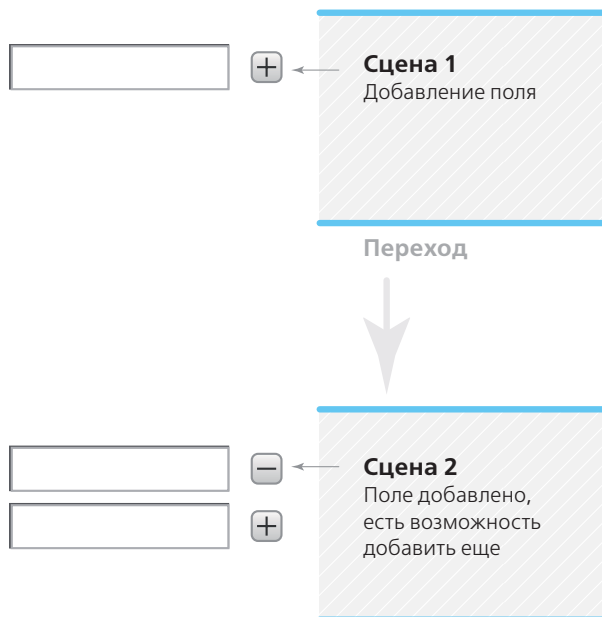 Сцена 1
Добавление поля
Переход
Сцена 2
Поле добавлено,
есть возможность
добавить еще